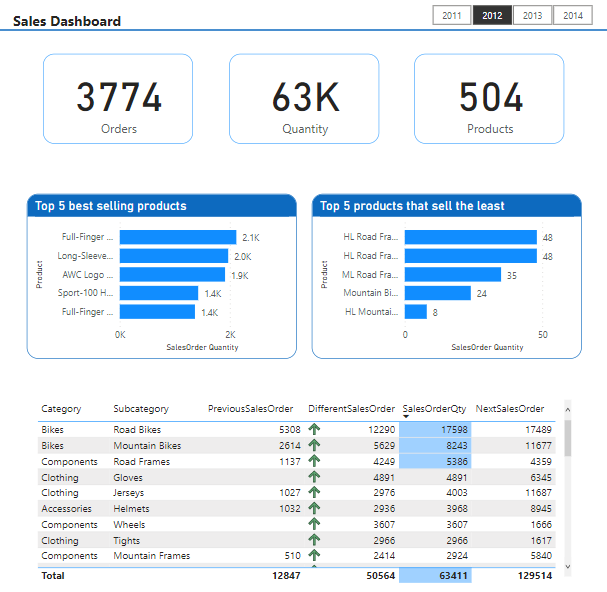 Sales Dashboard
2011 2012 2013 2014
3774 63K 504
Orders Quantity Products
Top 5 best selling products
Product
Full-Finger ... 2.1K
Long-Sleeve... 2.0K
AWC Logo ... 1.9K
Sport-100 H... 1.4K
Full-Finger ... 1.4K
0K 2K
SalesOrder Quantity
Top 5 products that sell the least
Product
HL Road Fra... 48
HL Road Fra... 48
ML Road Fra... 35
Mountain Bi... 24
HL Mountai... 8
0 50
SalesOrder Quantity
Category Subcategory PreviousSalesOrder DifferentSalesOrder SalesOrderQty NextSalesOrder
Bikes Road Bikes 5308 12290 17598 17489
Bikes Mountain Bikes 2614 5629 8243 11677
Components Road Frames 1137 4249 5386 4359
Clothing Gloves 4891 4891 6345
Clothing Jerseys 1027 2976 4003 11687
Accessories Helmets 1032 2936 3968 8945
Components Wheels 3607 3607 1666
Clothing Tights 2966 2966 1617
Components Mountain Frames 510 2414 2924 5840
Total 12847 50564 63411 129514